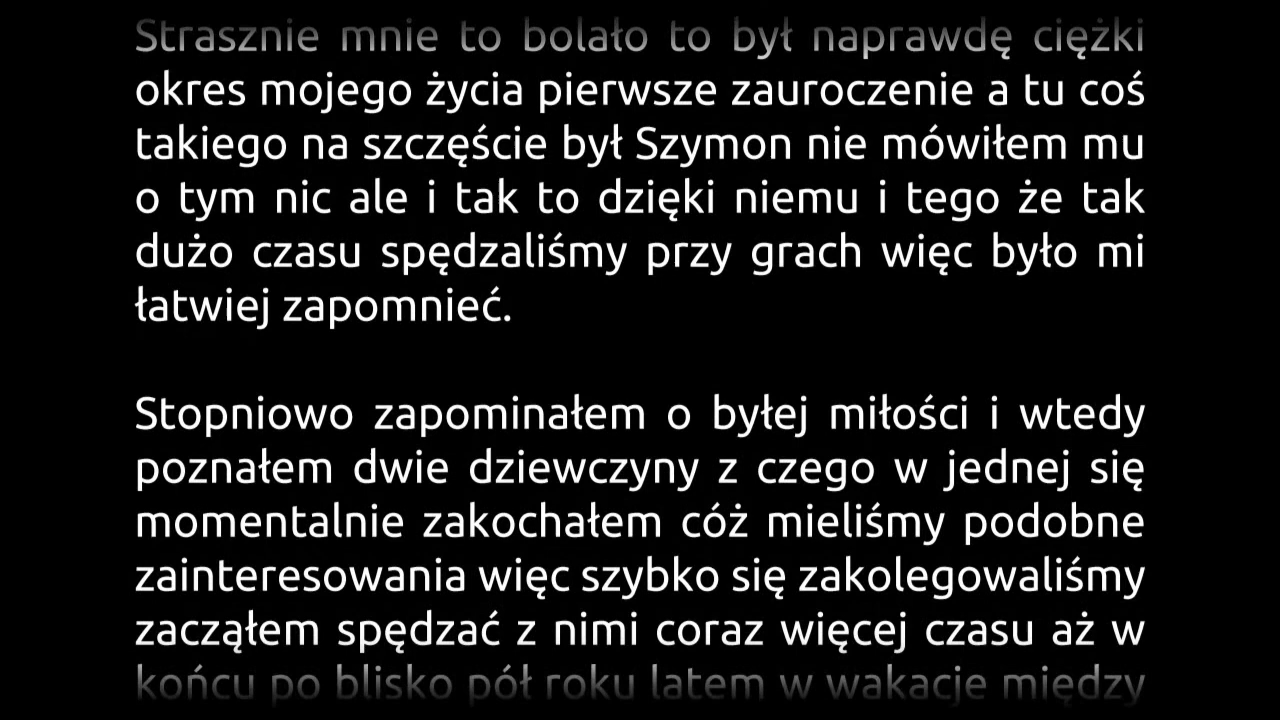 Strasznie mnie to bolało to był naprawdę ciężki
okres mojego życia pierwsze zauroczenie a tu coś
takiego na szczęście był Szymon nie mówiłem mu
o tym nic ale i tak to dzięki niemu i tego że tak
dużo czasu spędzaliśmy przy grach więc było mi
łatwiej zapomnieć.
Stopniowo zapominałem o byłej miłości i wtedy
poznałem dwie dziewczyny z czego w jednej się
momentalnie zakochałem cóż mieliśmy podobne
zainteresowania więc szybko się zakolegowaliśmy
zacząłem spędzać z nimi coraz więcej czasu aż w
końcu po blisko pół roku latem w wakacje między